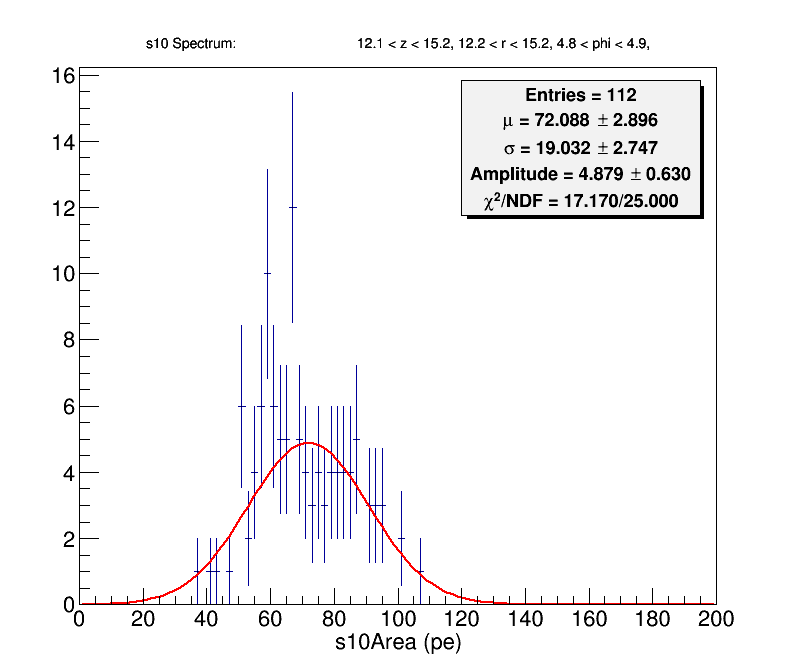 s10 Spectrum: 12.1 < z < 15.2, 12.2 < r < 15.2, 4.8 < phi < 4.9,
Entries = 112
μ = 72.088 ± 2.896
σ = 19.032 ± 2.747
Amplitude = 4.879 ± 0.630
χ²/NDF = 17.170/25.000
16
14
12
10
8
6
4
2
0
0 20 40 60 80 100 120 140 160 180 200
s10Area (pe)